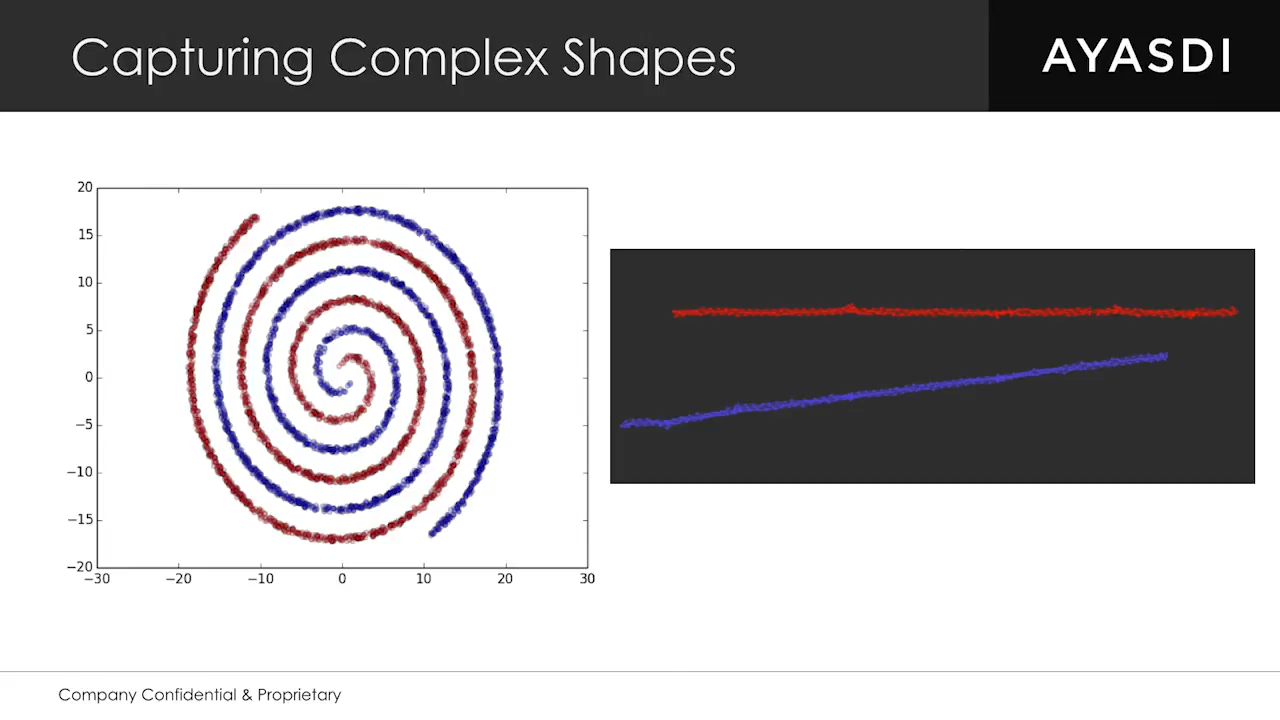 Capturing Complex Shapes
AYASDI
20
15
10
5
0
−5
−10
−15
−20
−30 −20 −10 0 10 20 30
Company Confidential & Proprietary